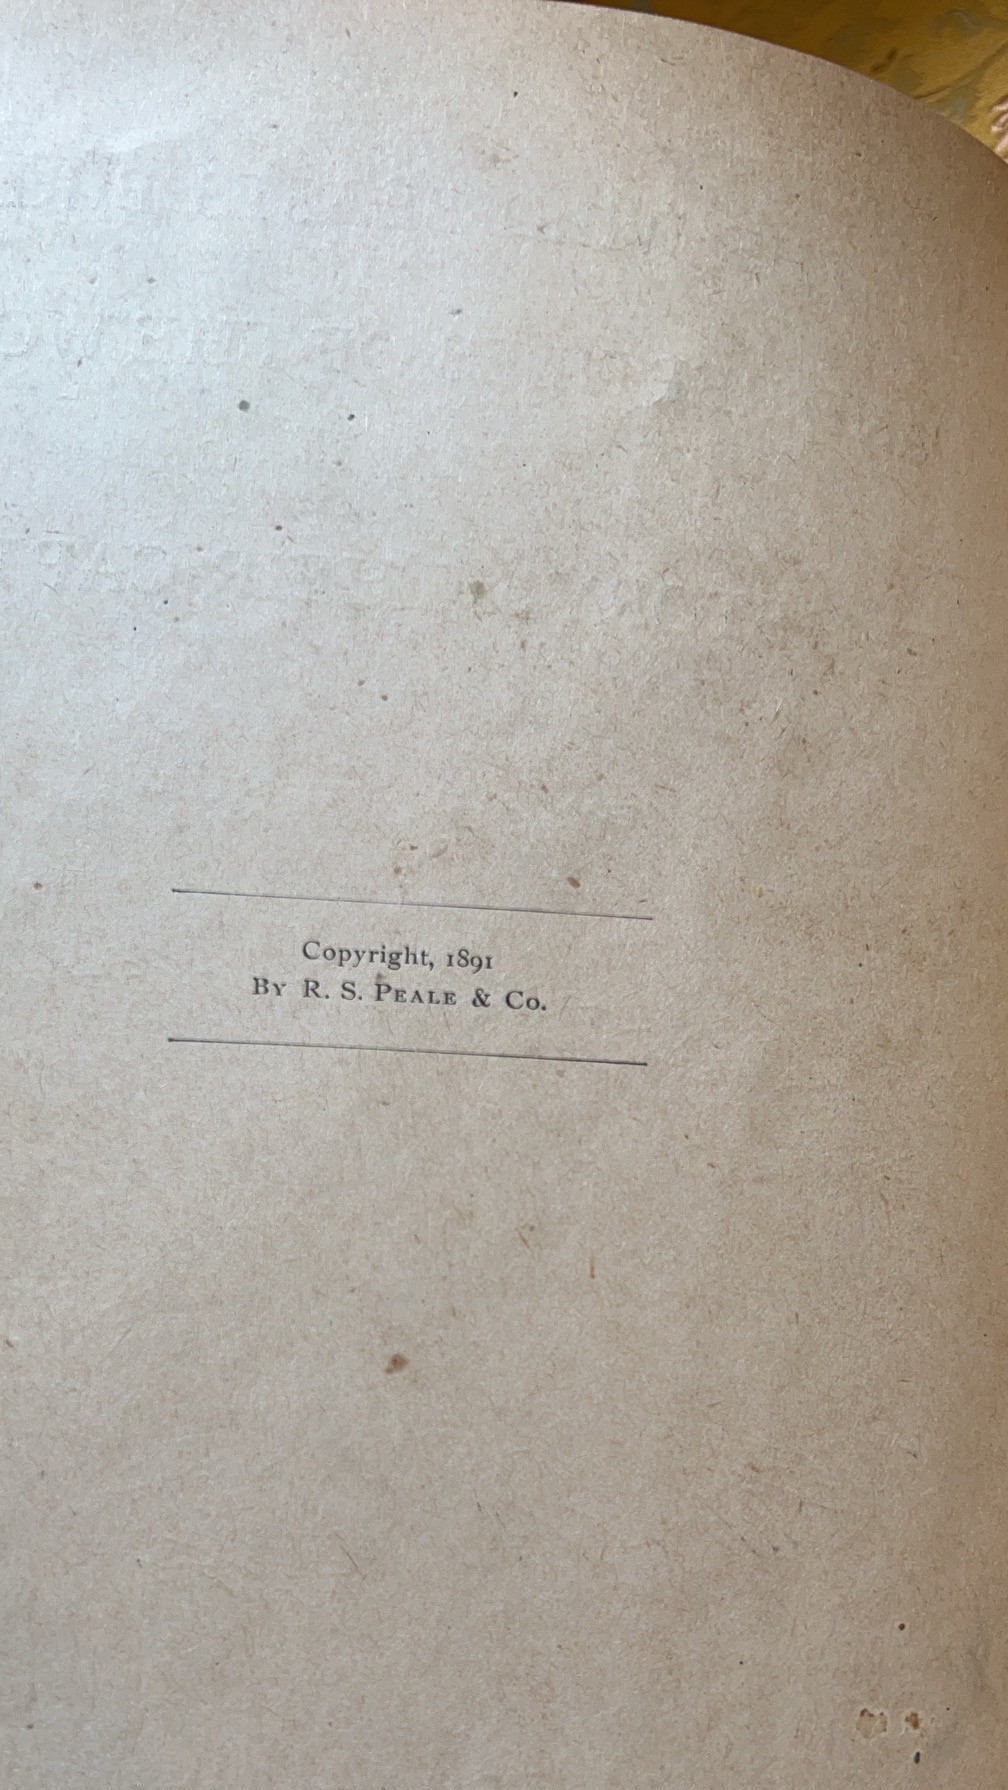 Copyright, 1891
By R. S. Peale & Co.